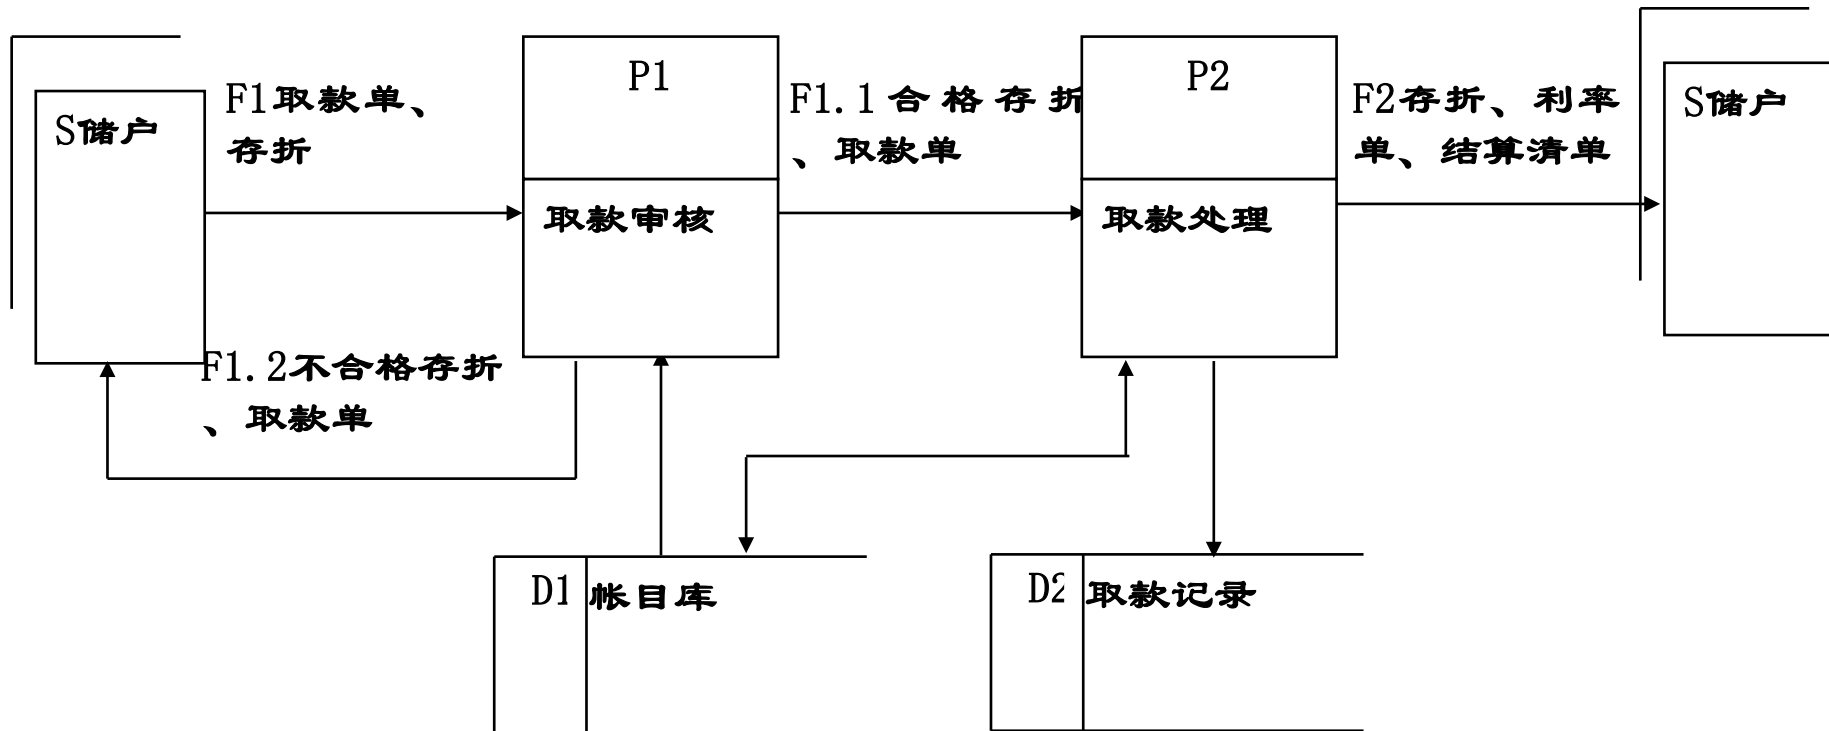 S储户
F1取款单、
存折
P1
取款审核
F1.1合格存折
、取款单
P2
取款处理
F2存折、利率
单、结算清单
S储户
F1.2不合格存折
、取款单
D1
帐目库
D2
取款记录